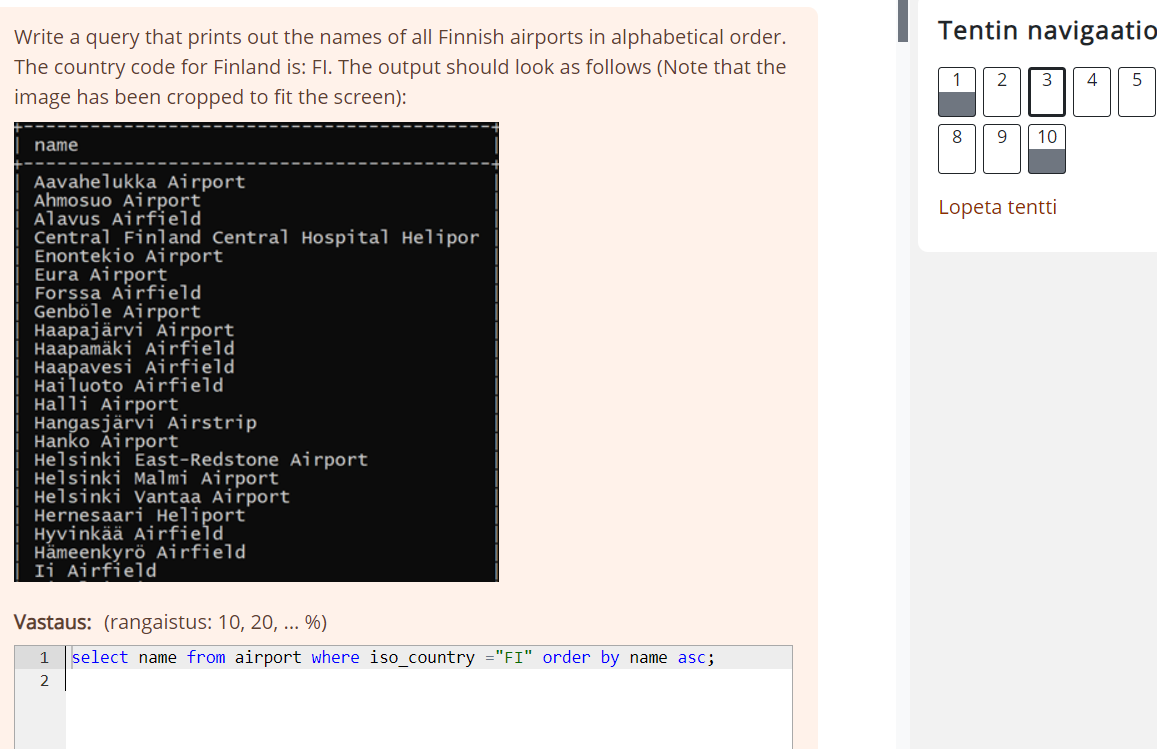 Write a query that prints out the names of all Finnish airports in alphabetical order.
The country code for Finland is: FI. The output should look as follows (Note that the
image has been cropped to fit the screen):
name
Aavahelukka Airport
Ahmosuo Airport
Alavus Airfield
Central Finland Central Hospital Helipor
Enontekio Airport
Eura Airport
Forssa Airfield
Genböle Airport
Haapajärvi Airport
Haapamäki Airfield
Haapavesi Airfield
Hailuoto Airfield
Halli Airport
Hangasjärvi Airstrip
Hanko Airport
Helsinki East-Redstone Airport
Helsinki Malmi Airport
Helsinki Vantaa Airport
Hernesaari Heliport
Hyvinkää Airfield
Hämeenkyrö Airfield
Ii Airfield
Vastaus: (rangaistus: 10, 20, ... %)
1 select name from airport where iso_country ="FI" order by name asc;
2
Tentin navigaatio
1 2 3 4 5
8 9 10
Lopeta tentti